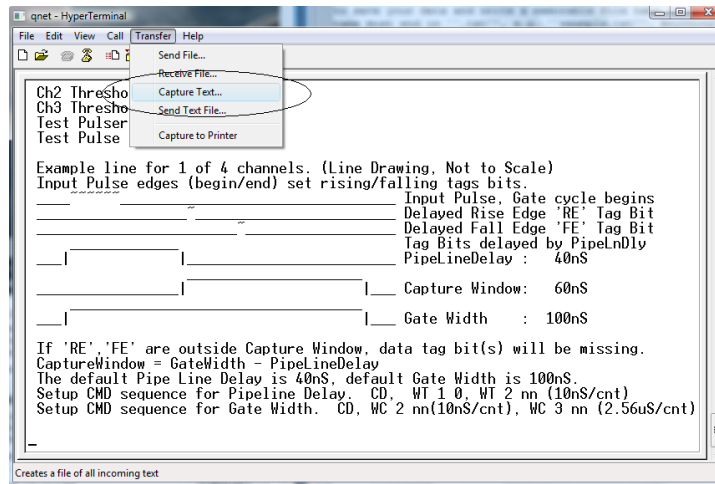 qnet - HyperTerminal
File Edit View Call Transfer Help
Send File...
Receive File...
Capture Text...
Send Text File...
Capture to Printer
Ch2 Thresho
Ch3 Thresho
Test Pulser
Test Pulse
Example line for 1 of 4 channels. (Line Drawing, Not to Scale)
Input Pulse edges (begin/end) set rising/falling tags bits.
Input Pulse, Gate cycle begins
Delayed Rise Edge 'RE' Tag Bit
Delayed Fall Edge 'FE' Tag Bit
Tag Bits delayed by PipeLnDly
PipeLineDelay : 40nS
Capture Window: 60nS
Gate Width : 100nS
If 'RE','FE' are outside Capture Window, data tag bit(s) will be missing.
CaptureWindow = GateWidth - PipeLineDelay
The default Pipe Line Delay is 40nS, default Gate Width is 100nS.
Setup CMD sequence for Pipeline Delay. CD, WT 1 0, WT 2 nn (10nS/cnt)
Setup CMD sequence for Gate Width. CD, WC 2 nn(10nS/cnt), WC 3 nn (2.56uS/cnt)
Creates a file of all incoming text